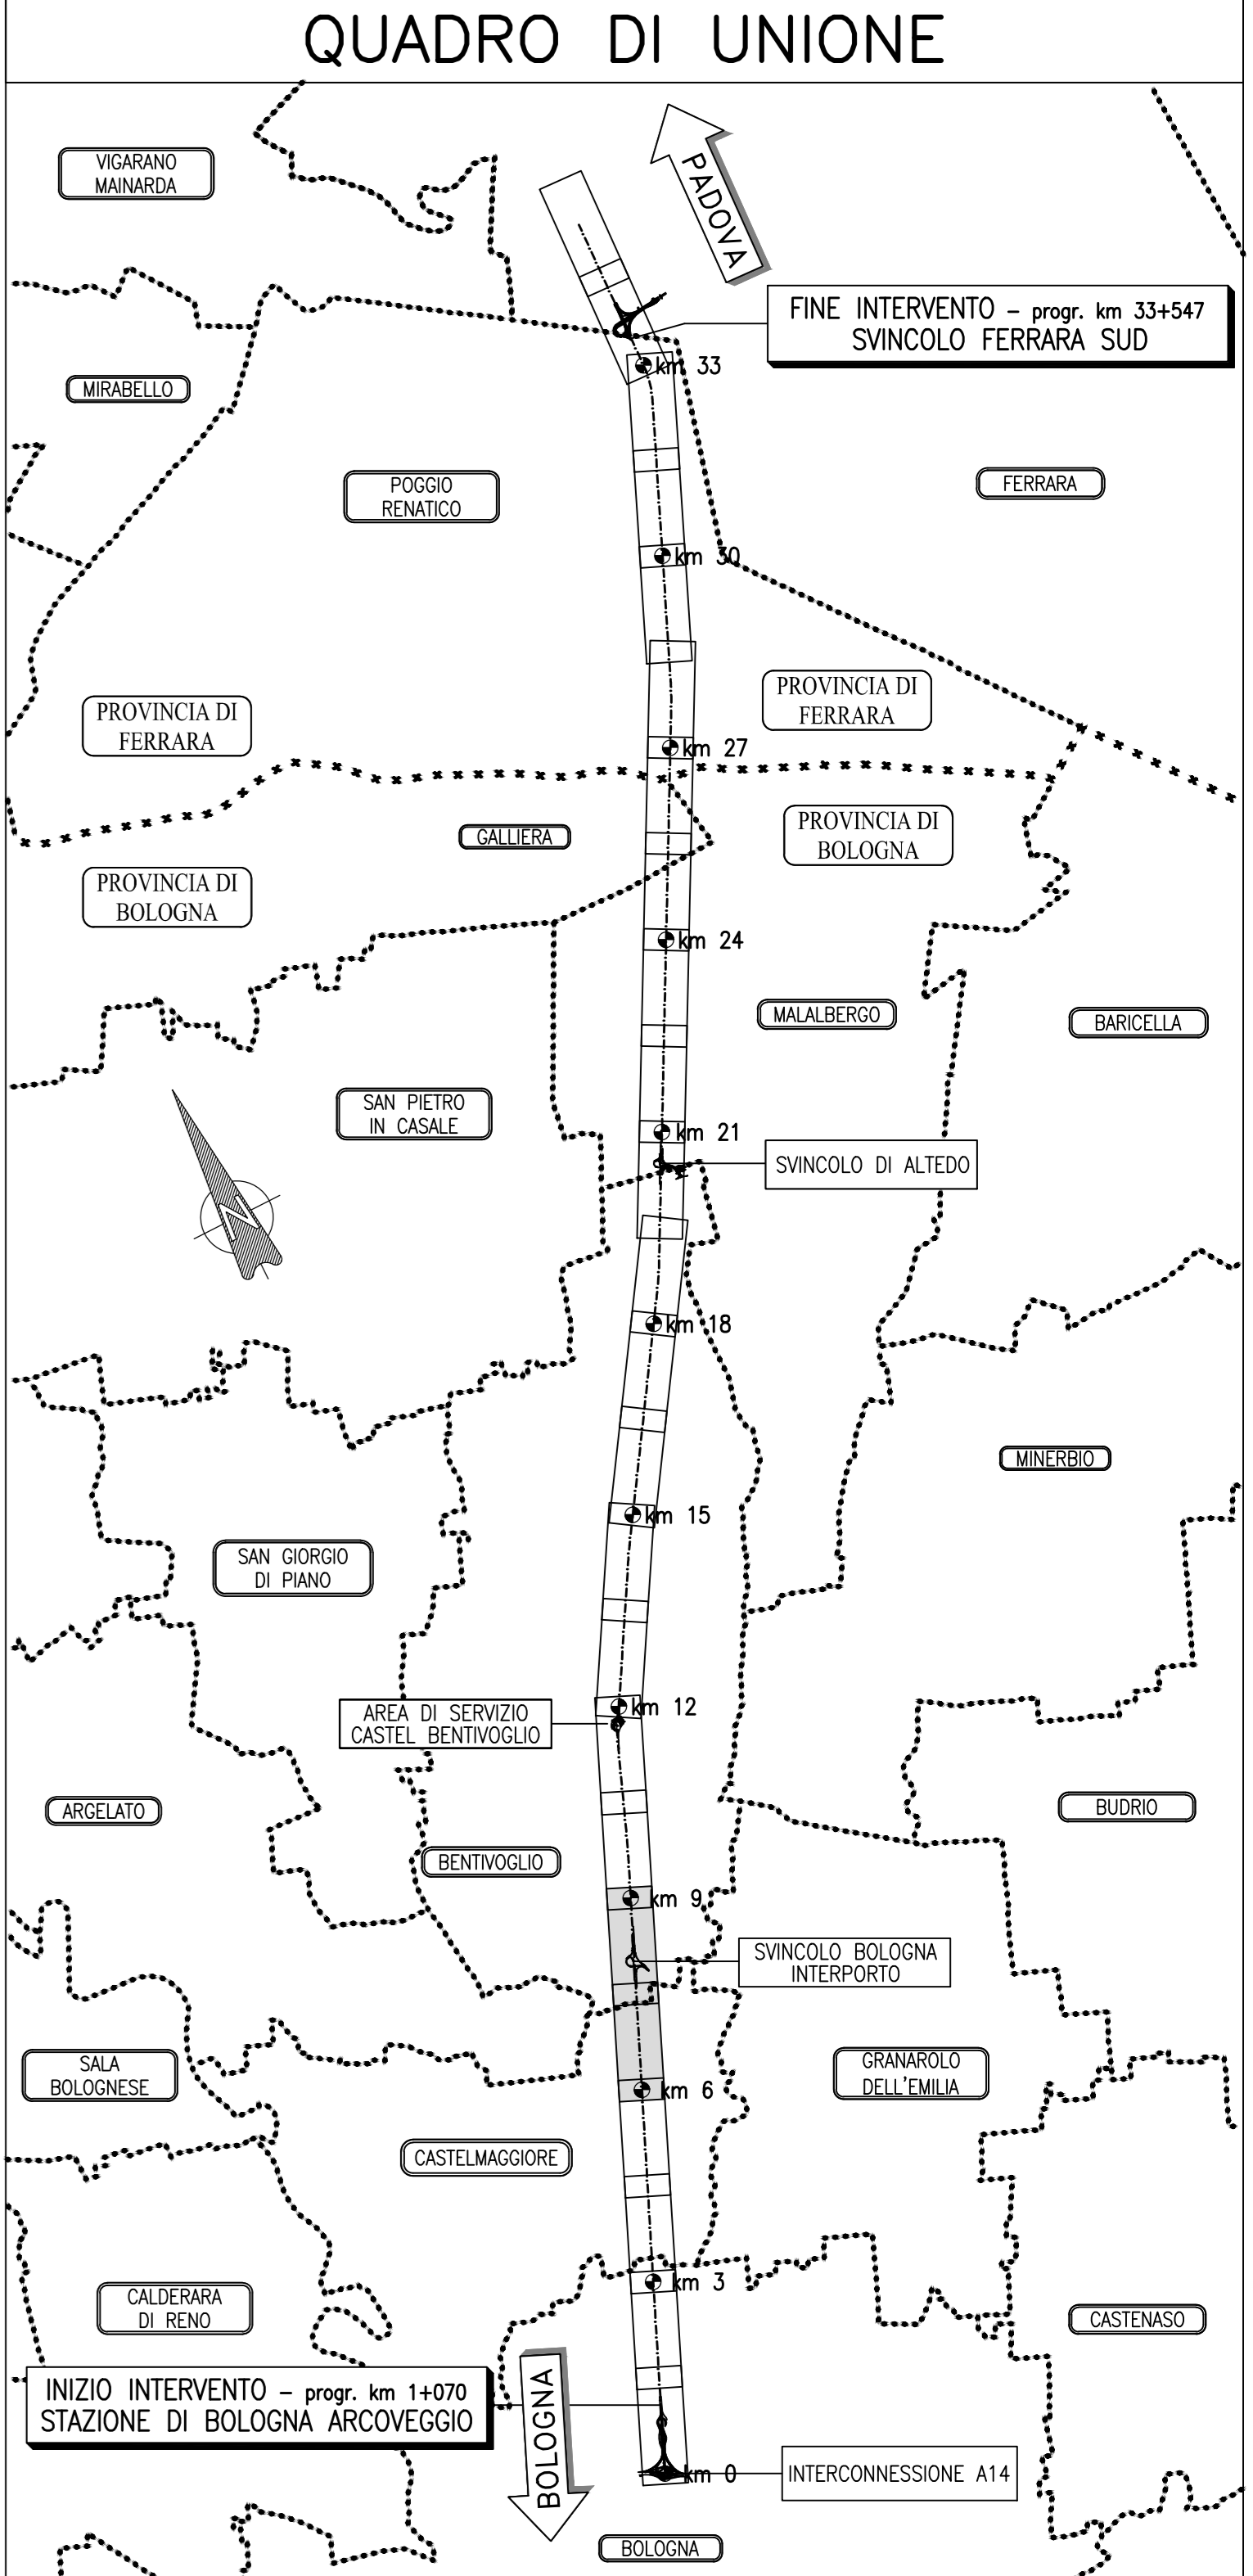 QUADRO DI UNIONE
VIGARANO
MAINARDA
PADOVA
FINE INTERVENTO – progr. km 33+547
SVINCOLO FERRARA SUD
km 33
MIRABELLO
POGGIO
RENATICO
FERRARA
km 30
PROVINCIA DI
FERRARA
PROVINCIA DI
FERRARA
km 27
GALLIERA
PROVINCIA DI
BOLOGNA
PROVINCIA DI
BOLOGNA
km 24
MALALBERGO
BARICELLA
SAN PIETRO
IN CASALE
km 21
SVINCOLO DI ALTEDO
N
km 18
MINERBIO
km 15
SAN GIORGIO
DI PIANO
km 12
AREA DI SERVIZIO
CASTEL BENTIVOGLIO
ARGELATO
BUDRIO
BENTIVOGLIO
km 9
SVINCOLO BOLOGNA
INTERPORTO
SALA
BOLOGNESE
GRANAROLO
DELL'EMILIA
km 6
CASTELMAGGIORE
km 3
CALDERARA
DI RENO
CASTENASO
INIZIO INTERVENTO – progr. km 1+070
STAZIONE DI BOLOGNA ARCOVEGGIO
BOLOGNA
km 0
INTERCONNESSIONE A14
BOLOGNA